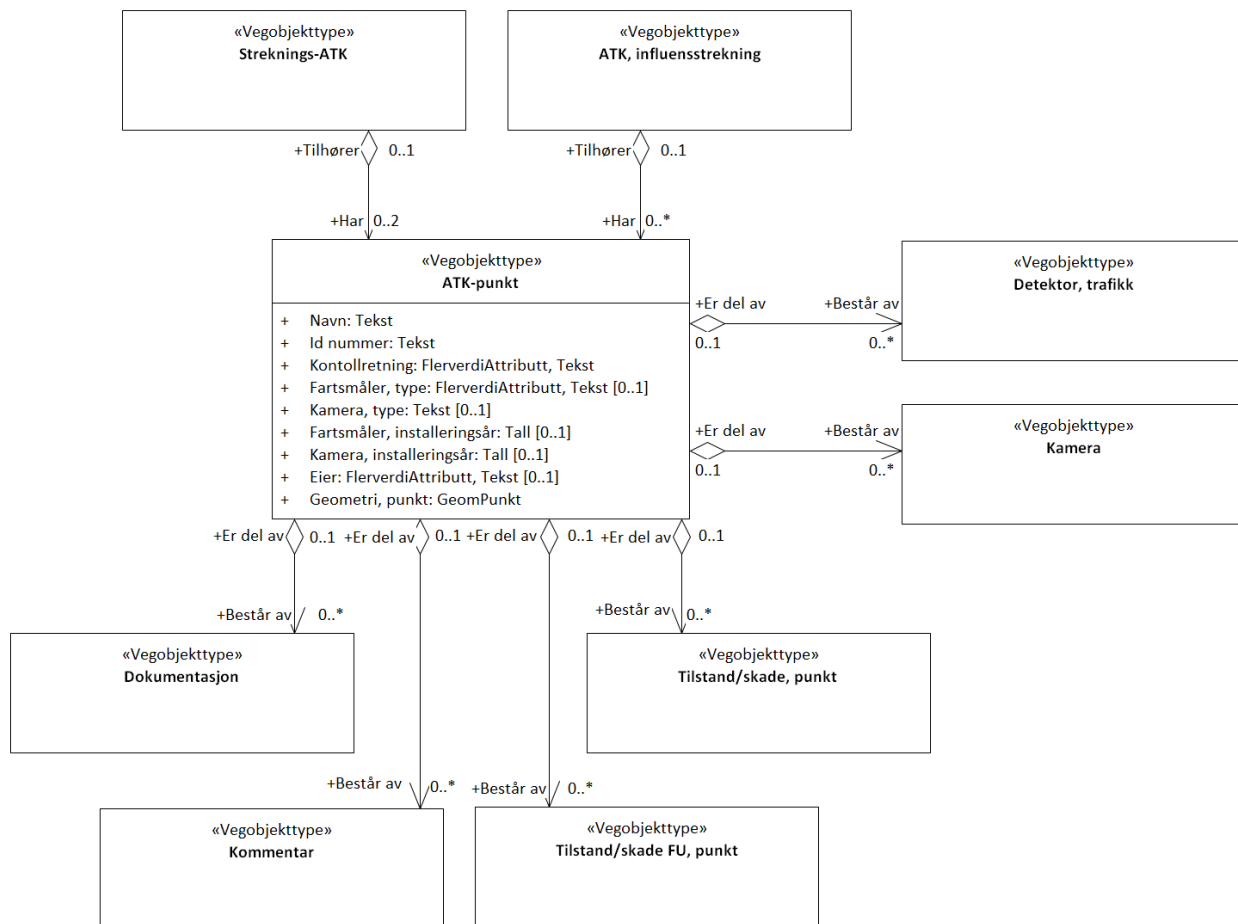 «Vegobjekttype»
Streknings-ATK
«Vegobjekttype»
ATK, influensstrekning
+Tilhører 0..1
+Tilhører 0..1
+Har 0..2
+Har 0..*
«Vegobjekttype»
ATK-punkt
+ Navn: Tekst
+ Id nummer: Tekst
+ Kontollretning: FlerverdiAttributt, Tekst
+ Fartsmåler, type: FlerverdiAttributt, Tekst [0..1]
+ Kamera, type: Tekst [0..1]
+ Fartsmåler, installeringsår: Tall [0..1]
+ Kamera, installeringsår: Tall [0..1]
+ Eier: FlerverdiAttributt, Tekst [0..1]
+ Geometri, punkt: GeomPunkt
+Er del av +Består av
0..1 0..*
«Vegobjekttype»
Detektor, trafikk
+Er del av +Består av
0..1 0..*
«Vegobjekttype»
Kamera
+Er del av 0..1 +Er del av 0..1 +Er del av 0..1 +Er del av 0..1
+Består av 0..*
«Vegobjekttype»
Dokumentasjon
+Består av 0..*
«Vegobjekttype»
Tilstand/skade, punkt
+Består av 0..*
«Vegobjekttype»
Kommentar
+Består av 0..*
«Vegobjekttype»
Tilstand/skade FU, punkt